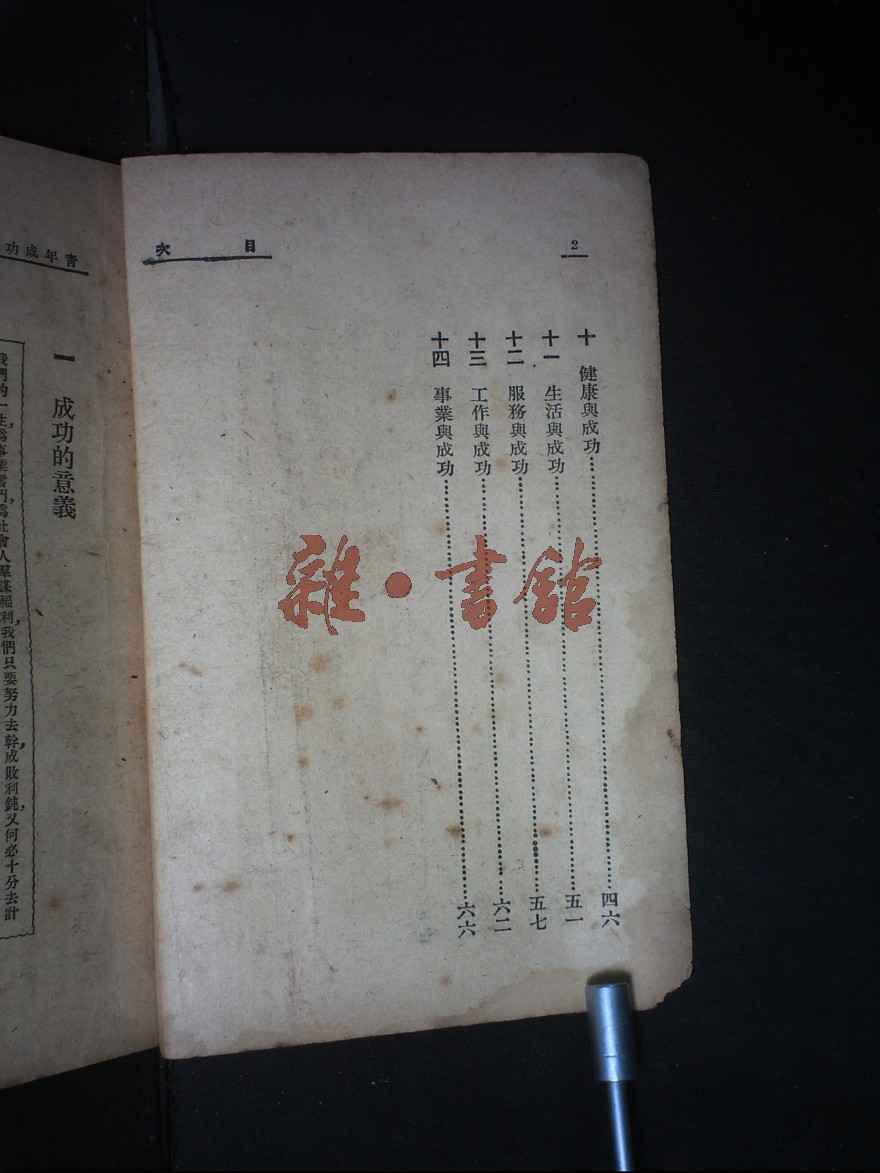 2
目次
十 健康與成功……四六
十一 生活與成功……五一
十二 服務與成功……五七
十三 工作與成功……六二
十四 事業與成功……六六
雜·書館
青年成功
一 成功的意義
我們的一生,爲事業奮鬥,爲社會人羣謀福利,我們只要努力去幹,成敗利鈍,又何必十分去計